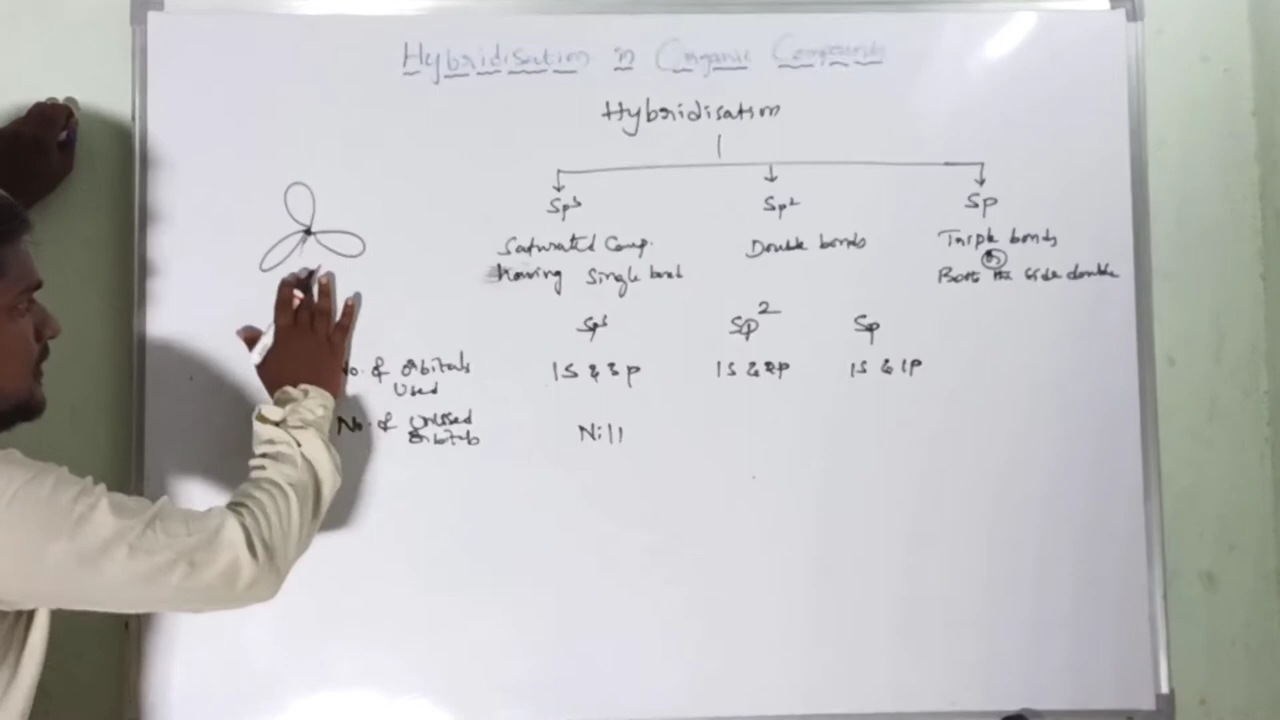 Hybridisation in Organic Compounds
Hybridisation
Sp³ Sp² Sp
Saturated Comp. Double bonds Triple bonds
Having Single bond or
Both the side double
Sp³ Sp² Sp
No. of orbitals 1S & 3p 1S & 2p 1S & 1P
Used
No. of Unused Nill
orbitals